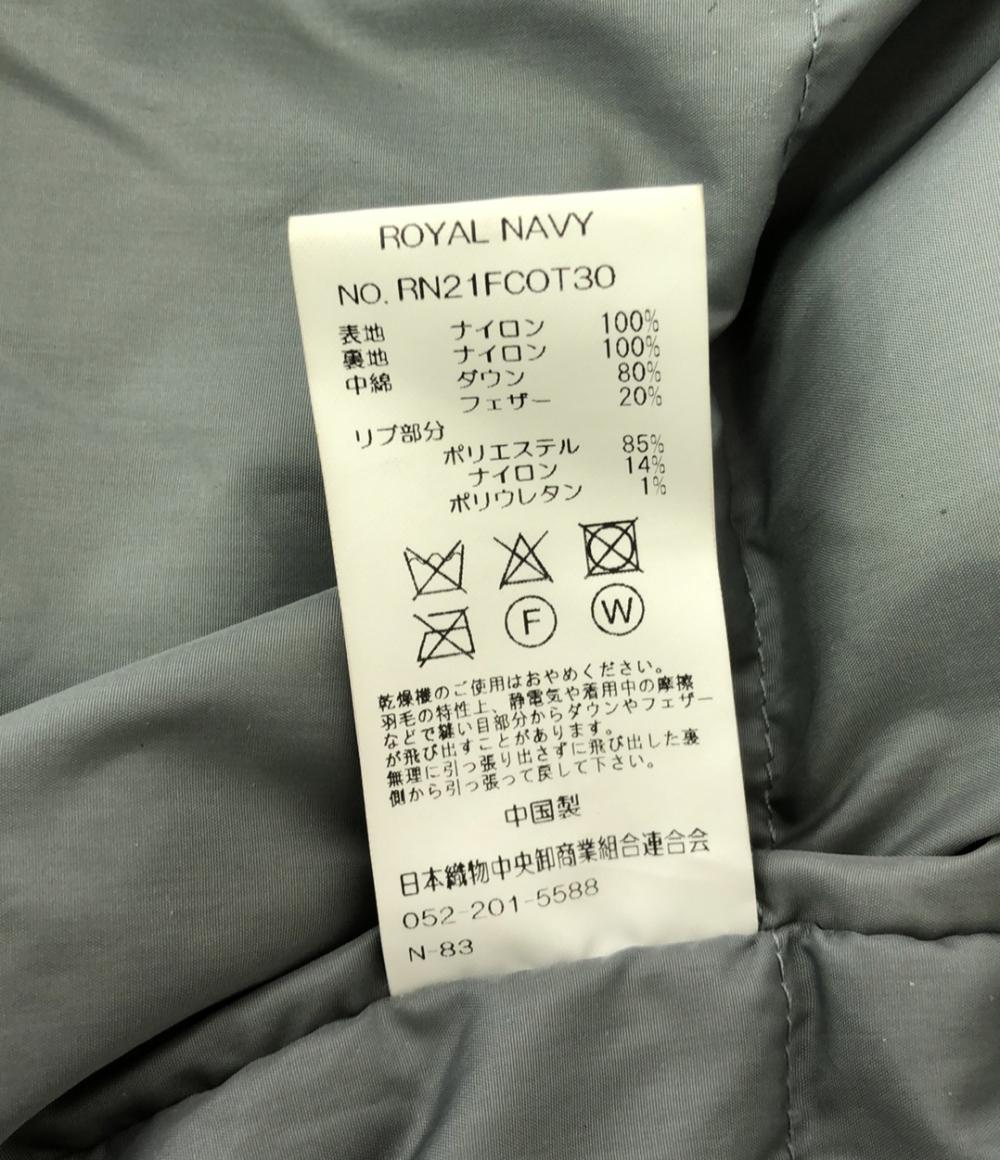 ROYAL NAVY
NO. RN21FCOT30
表地 ナイロン 100%
裏地 ナイロン 100%
中綿 ダウン 80%
フェザー 20%
リブ部分
ポリエステル 85%
ナイロン 14%
ポリウレタン 1%
F W
乾燥機のご使用はおやめください。
羽毛の特性上、静電気や着用中の摩擦
などで縫い目部分からダウンやフェザー
が飛び出すことがあります。
無理に引っ張り出さずに飛び出した裏
側から引っ張って戻して下さい。
中国製
日本織物中央卸商業組合連合会
052-201-5588
N-83